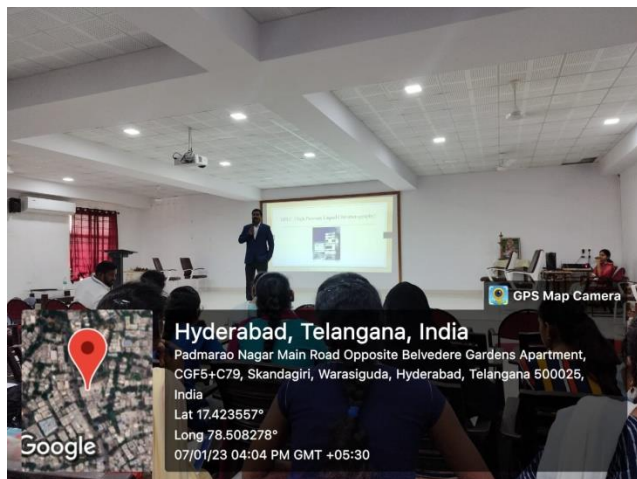 GPS Map Camera
Hyderabad, Telangana, India
Padmarao Nagar Main Road Opposite Belvedere Gardens Apartment,
CGF5+C79, Skandagiri, Warasiguda, Hyderabad, Telangana 500025,
India
Lat 17.423557°
Long 78.508278°
07/01/23 04:04 PM GMT +05:30
Google